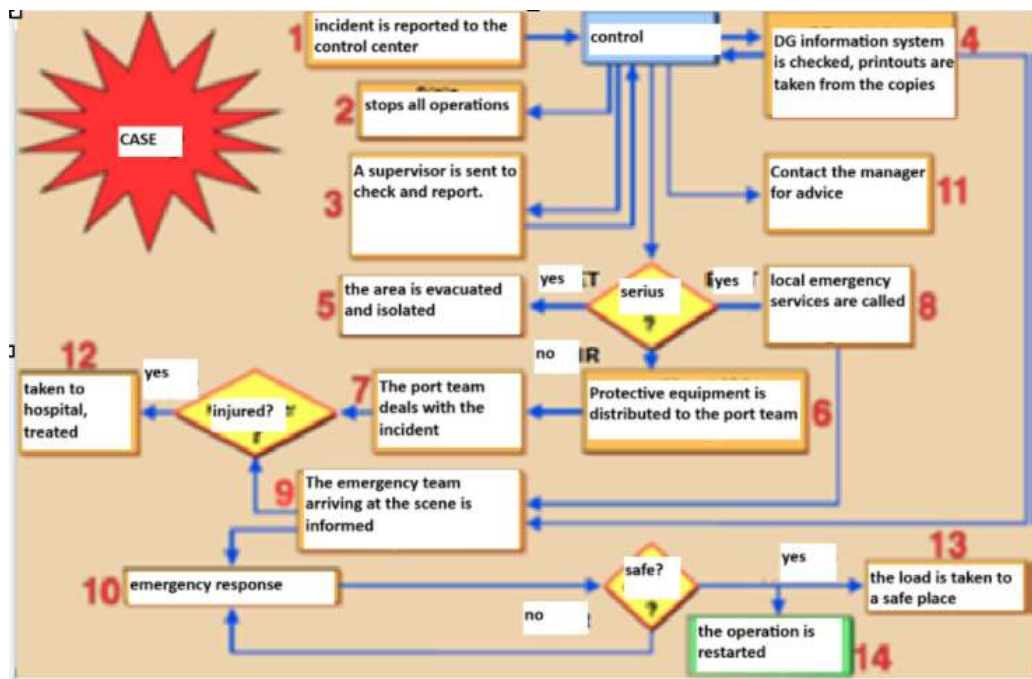 1
incident is reported to the
control center
control
DG information system
is checked, printouts are
taken from the copies
4
CASE
2
stops all operations
3
A supervisor is sent to
check and report.
Contact the manager
for advice
11
5
the area is evacuated
and isolated
yes
serius
?
yes
local emergency
services are called
8
no
12
taken to
hospital,
treated
yes
injured?
7
The port team
deals with the
incident
Protective equipment is
distributed to the port team
6
9
The emergency team
arriving at the scene is
informed
10
emergency response
safe?
?
no
yes
13
the load is taken to
a safe place
the operation is
restarted
14